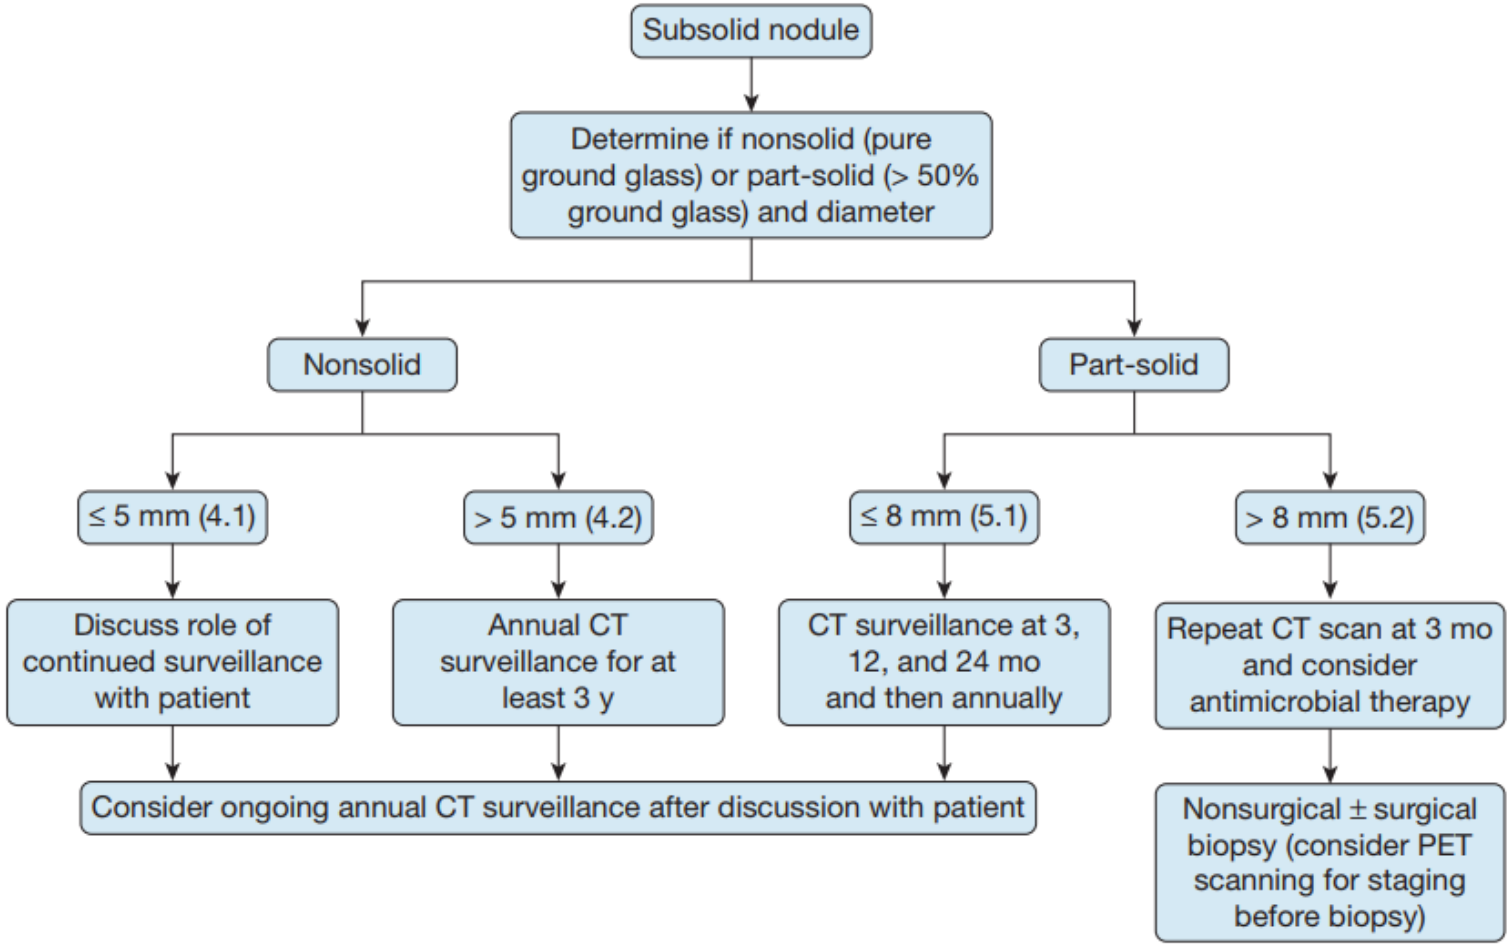 Subsolid nodule
Determine if nonsolid (pure
ground glass) or part-solid (> 50%
ground glass) and diameter
Nonsolid
Part-solid
≤ 5 mm (4.1)
> 5 mm (4.2)
≤ 8 mm (5.1)
> 8 mm (5.2)
Discuss role of
continued surveillance
with patient
Annual CT
surveillance for at
least 3 y
CT surveillance at 3,
12, and 24 mo
and then annually
Repeat CT scan at 3 mo
and consider
antimicrobial therapy
Consider ongoing annual CT surveillance after discussion with patient
Nonsurgical ± surgical
biopsy (consider PET
scanning for staging
before biopsy)